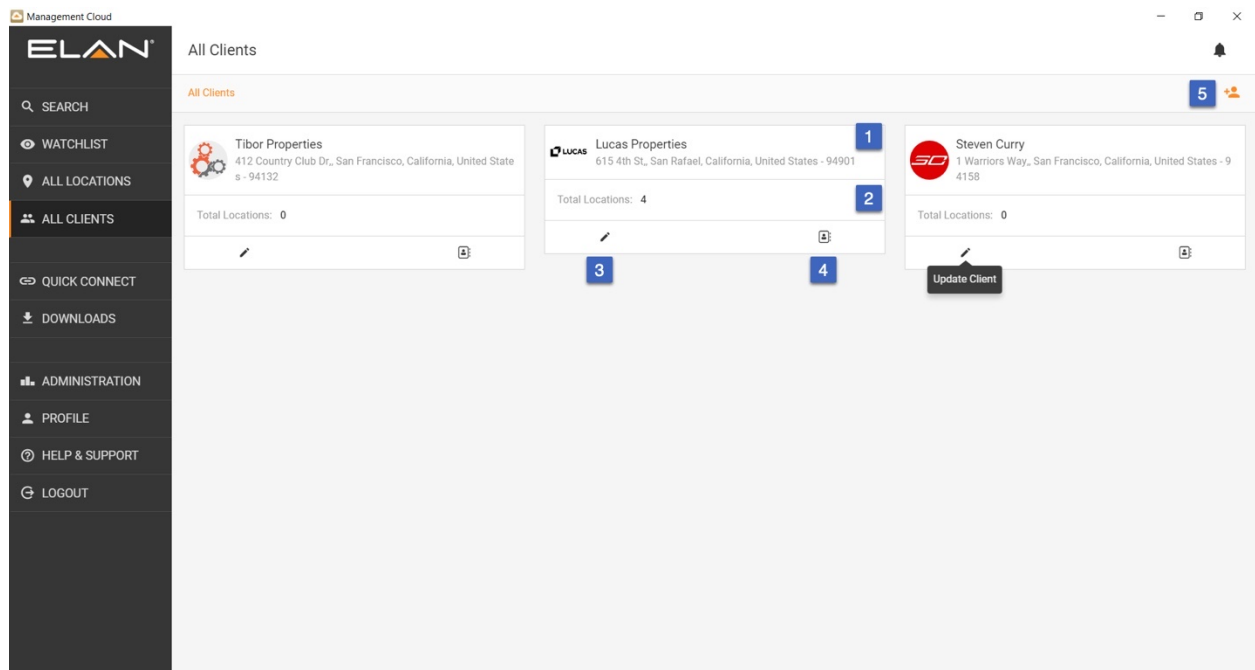 Management Cloud
ELAN
SEARCH
WATCHLIST
ALL LOCATIONS
ALL CLIENTS
QUICK CONNECT
DOWNLOADS
ADMINISTRATION
PROFILE
HELP & SUPPORT
LOGOUT
All Clients
All Clients
5
Tibor Properties
412 Country Club Dr,, San Francisco, California, United State
s - 94132
Total Locations: 0
LUCAS
Lucas Properties
1
615 4th St,, San Rafael, California, United States - 94901
Total Locations: 4
2
3
4
SC
Steven Curry
1 Warriors Way,, San Francisco, California, United States - 9
4158
Total Locations: 0
Update Client